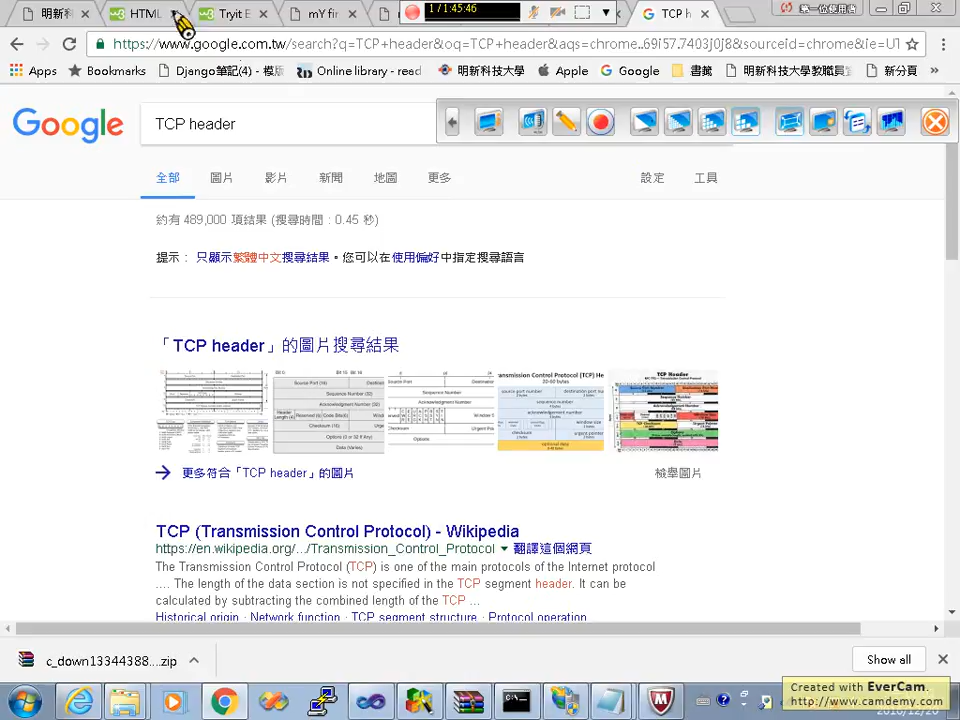 明新科
HTML
Tryit E
mY fir
1 / 1:45:46
TCP h
https://www.google.com.tw/search?q=TCP+header&oq=TCP+header&aqs=chrome..69i57.7403j0j8&sourceid=chrome&ie=UT
Apps
Bookmarks
Django筆記(4) - 模版
Online library - read
明新科技大學
Apple
Google
書籤
明新科技大學教職員
新分頁
Google
TCP header
全部
圖片
影片
新聞
地圖
更多
設定
工具
約有 489,000 項結果 (搜尋時間：0.45 秒)
提示： 只顯示繁體中文搜尋結果。您可以在使用偏好中指定搜尋語言
「TCP header」的圖片搜尋結果
更多符合「TCP header」的圖片
檢舉圖片
TCP (Transmission Control Protocol) - Wikipedia
https://en.wikipedia.org/.../Transmission_Control_Protocol ▼ 翻譯這個網頁
The Transmission Control Protocol (TCP) is one of the main protocols of the Internet protocol
.... The length of the data section is not specified in the TCP segment header. It can be
calculated by subtracting the combined length of the TCP ...
Historical origin · Network function · TCP segment structure · Protocol operation
c_down13344388....zip
Show all
Created with EverCam.
http://www.camdemy.com